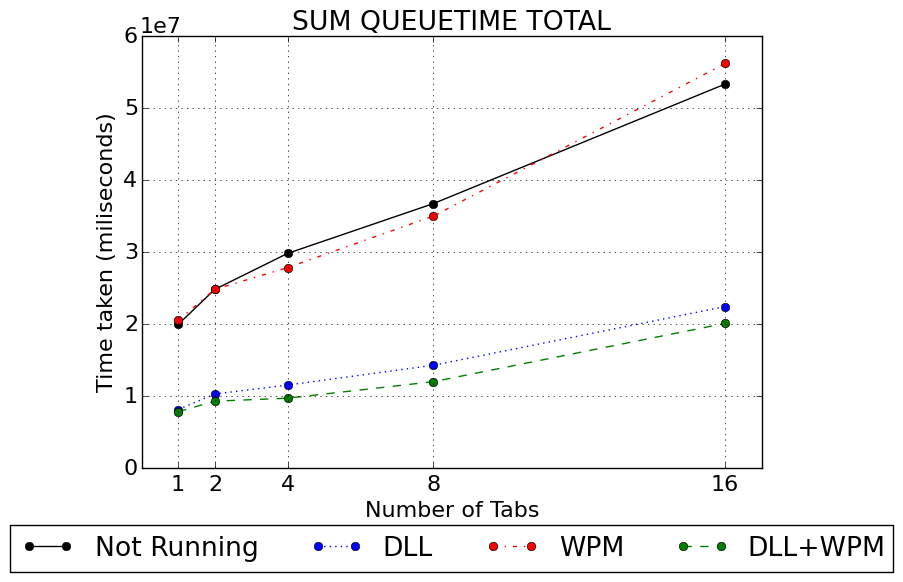 SUM QUEUETIME TOTAL
1e7
6
5
4
3
2
1
0
Time taken (miliseconds)
1 2 4 8 16
Number of Tabs
Not Running DLL WPM DLL+WPM